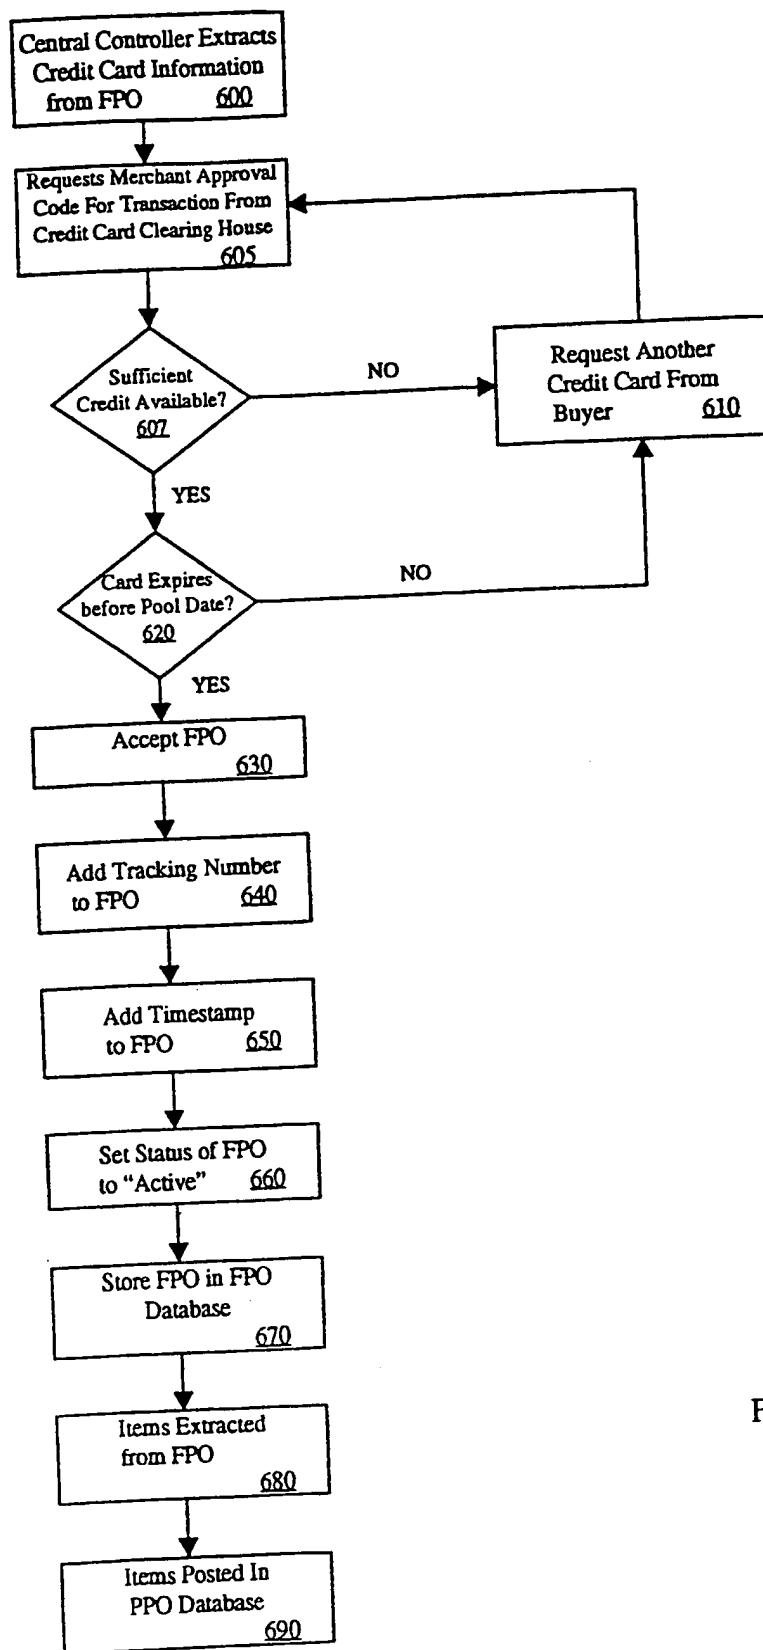 Central Controller Extracts
Credit Card Information
from FPO 600
Requests Merchant Approval
Code For Transaction From
Credit Card Clearing House
605
Sufficient
Credit Available?
607
NO
Request Another
Credit Card From
Buyer 610
YES
Card Expires
before Pool Date?
620
NO
YES
Accept FPO
630
Add Tracking Number
to FPO 640
Add Timestamp
to FPO 650
Set Status of FPO
to “Active” 660
Store FPO in FPO
Database
670
F
Items Extracted
from FPO
680
Items Posted In
PPO Database
690